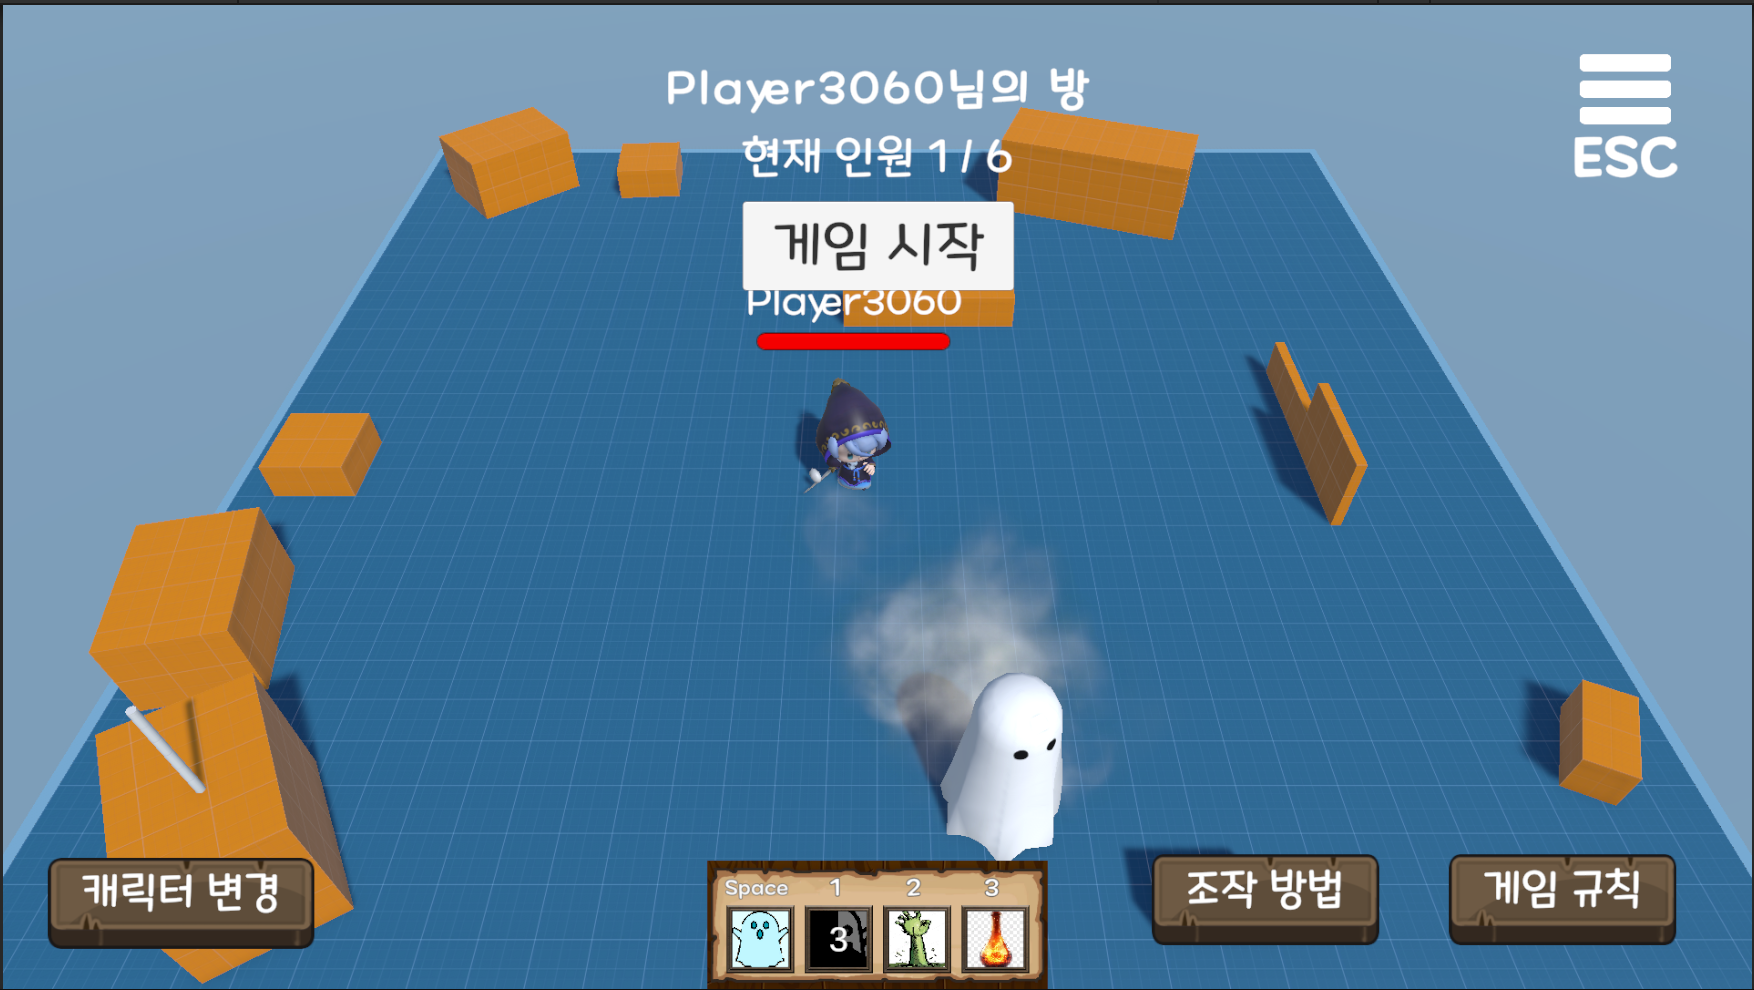 Player3060님의 방
현재 인원 1 / 6
ESC
게임 시작
Player3060
캐릭터 변경
Space 1 2 3
3
조작 방법
게임 규칙